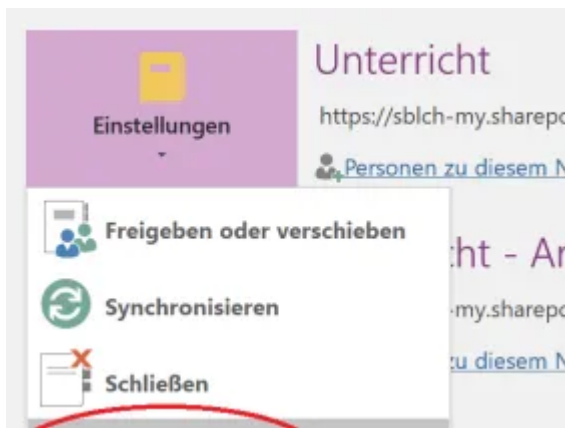 Unterricht
Einstellungen
https://sblch-my.sharepo
Personen zu diesem N
Freigeben oder verschieben
ht - Ar
Synchronisieren
my.sharepo
zu diesem N
Schließen